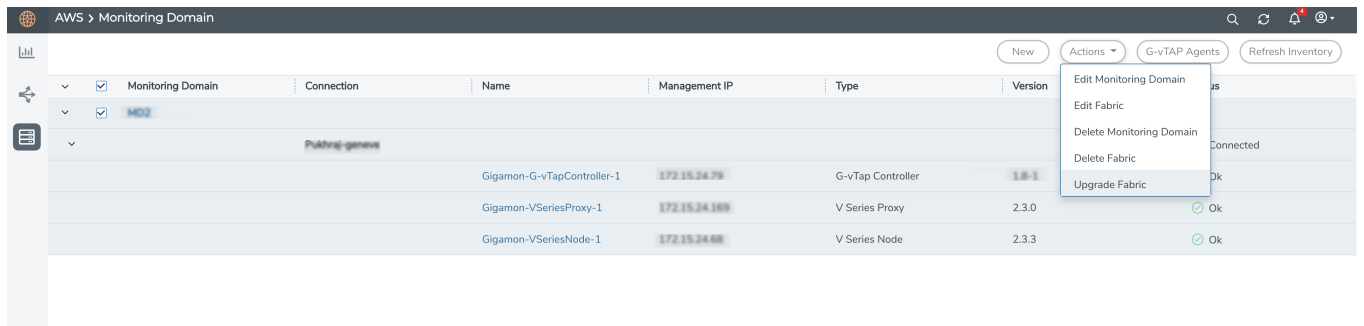 AWS > Monitoring Domain
4
New Actions G-vTAP Agents Refresh Inventory
Monitoring Domain Connection Name Management IP Type Version us
Edit Monitoring Domain
Edit Fabric
Delete Monitoring Domain
Delete Fabric
Upgrade Fabric
MD2
Pukhraj-geneve Connected
Gigamon-G-vTapController-1 172.15.24.79 G-vTap Controller 1.8-1 Ok
Gigamon-VSeriesProxy-1 172.15.24.169 V Series Proxy 2.3.0 Ok
Gigamon-VSeriesNode-1 172.15.24.68 V Series Node 2.3.3 Ok